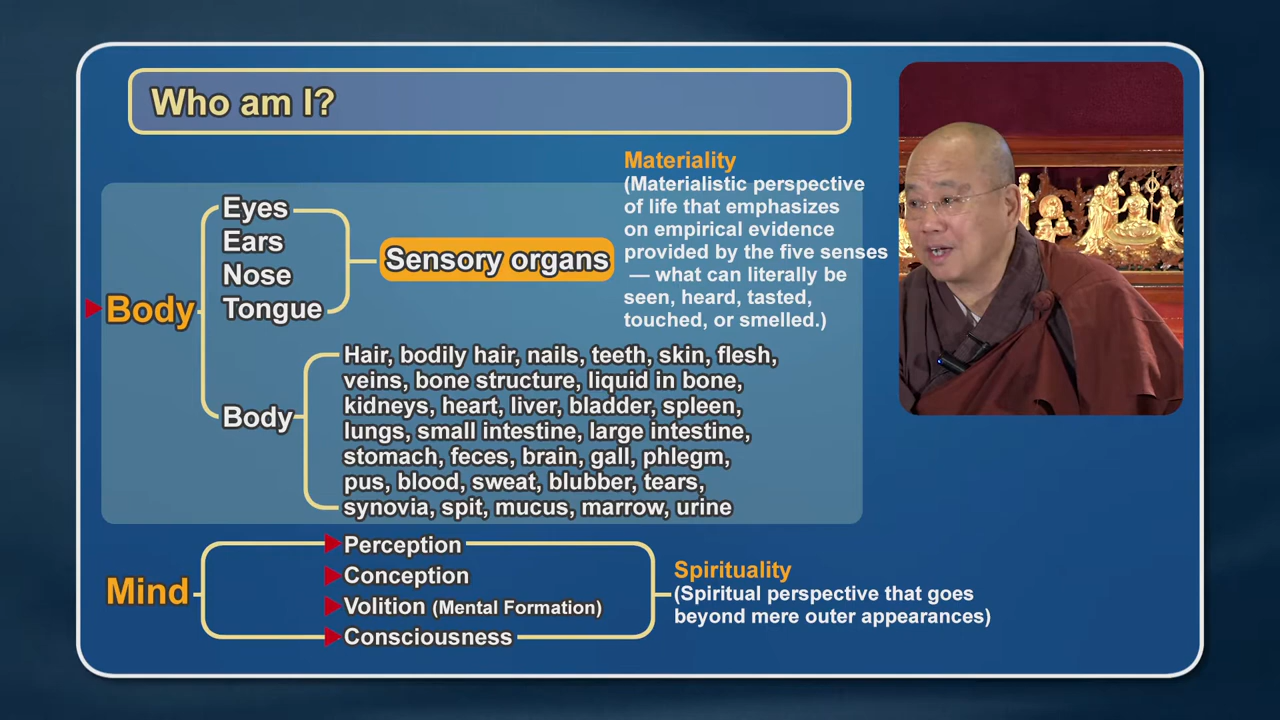 Who am I?
Materiality
(Materialistic perspective
of life that emphasizes
on empirical evidence
provided by the five senses
— what can literally be
seen, heard, tasted,
touched, or smelled.)
Body
Eyes
Ears
Nose
Tongue
Sensory organs
Body
Hair, bodily hair, nails, teeth, skin, flesh,
veins, bone structure, liquid in bone,
kidneys, heart, liver, bladder, spleen,
lungs, small intestine, large intestine,
stomach, feces, brain, gall, phlegm,
pus, blood, sweat, blubber, tears,
synovia, spit, mucus, marrow, urine
Mind
Perception
Conception
Volition (Mental Formation)
Consciousness
Spirituality
(Spiritual perspective that goes
beyond mere outer appearances)